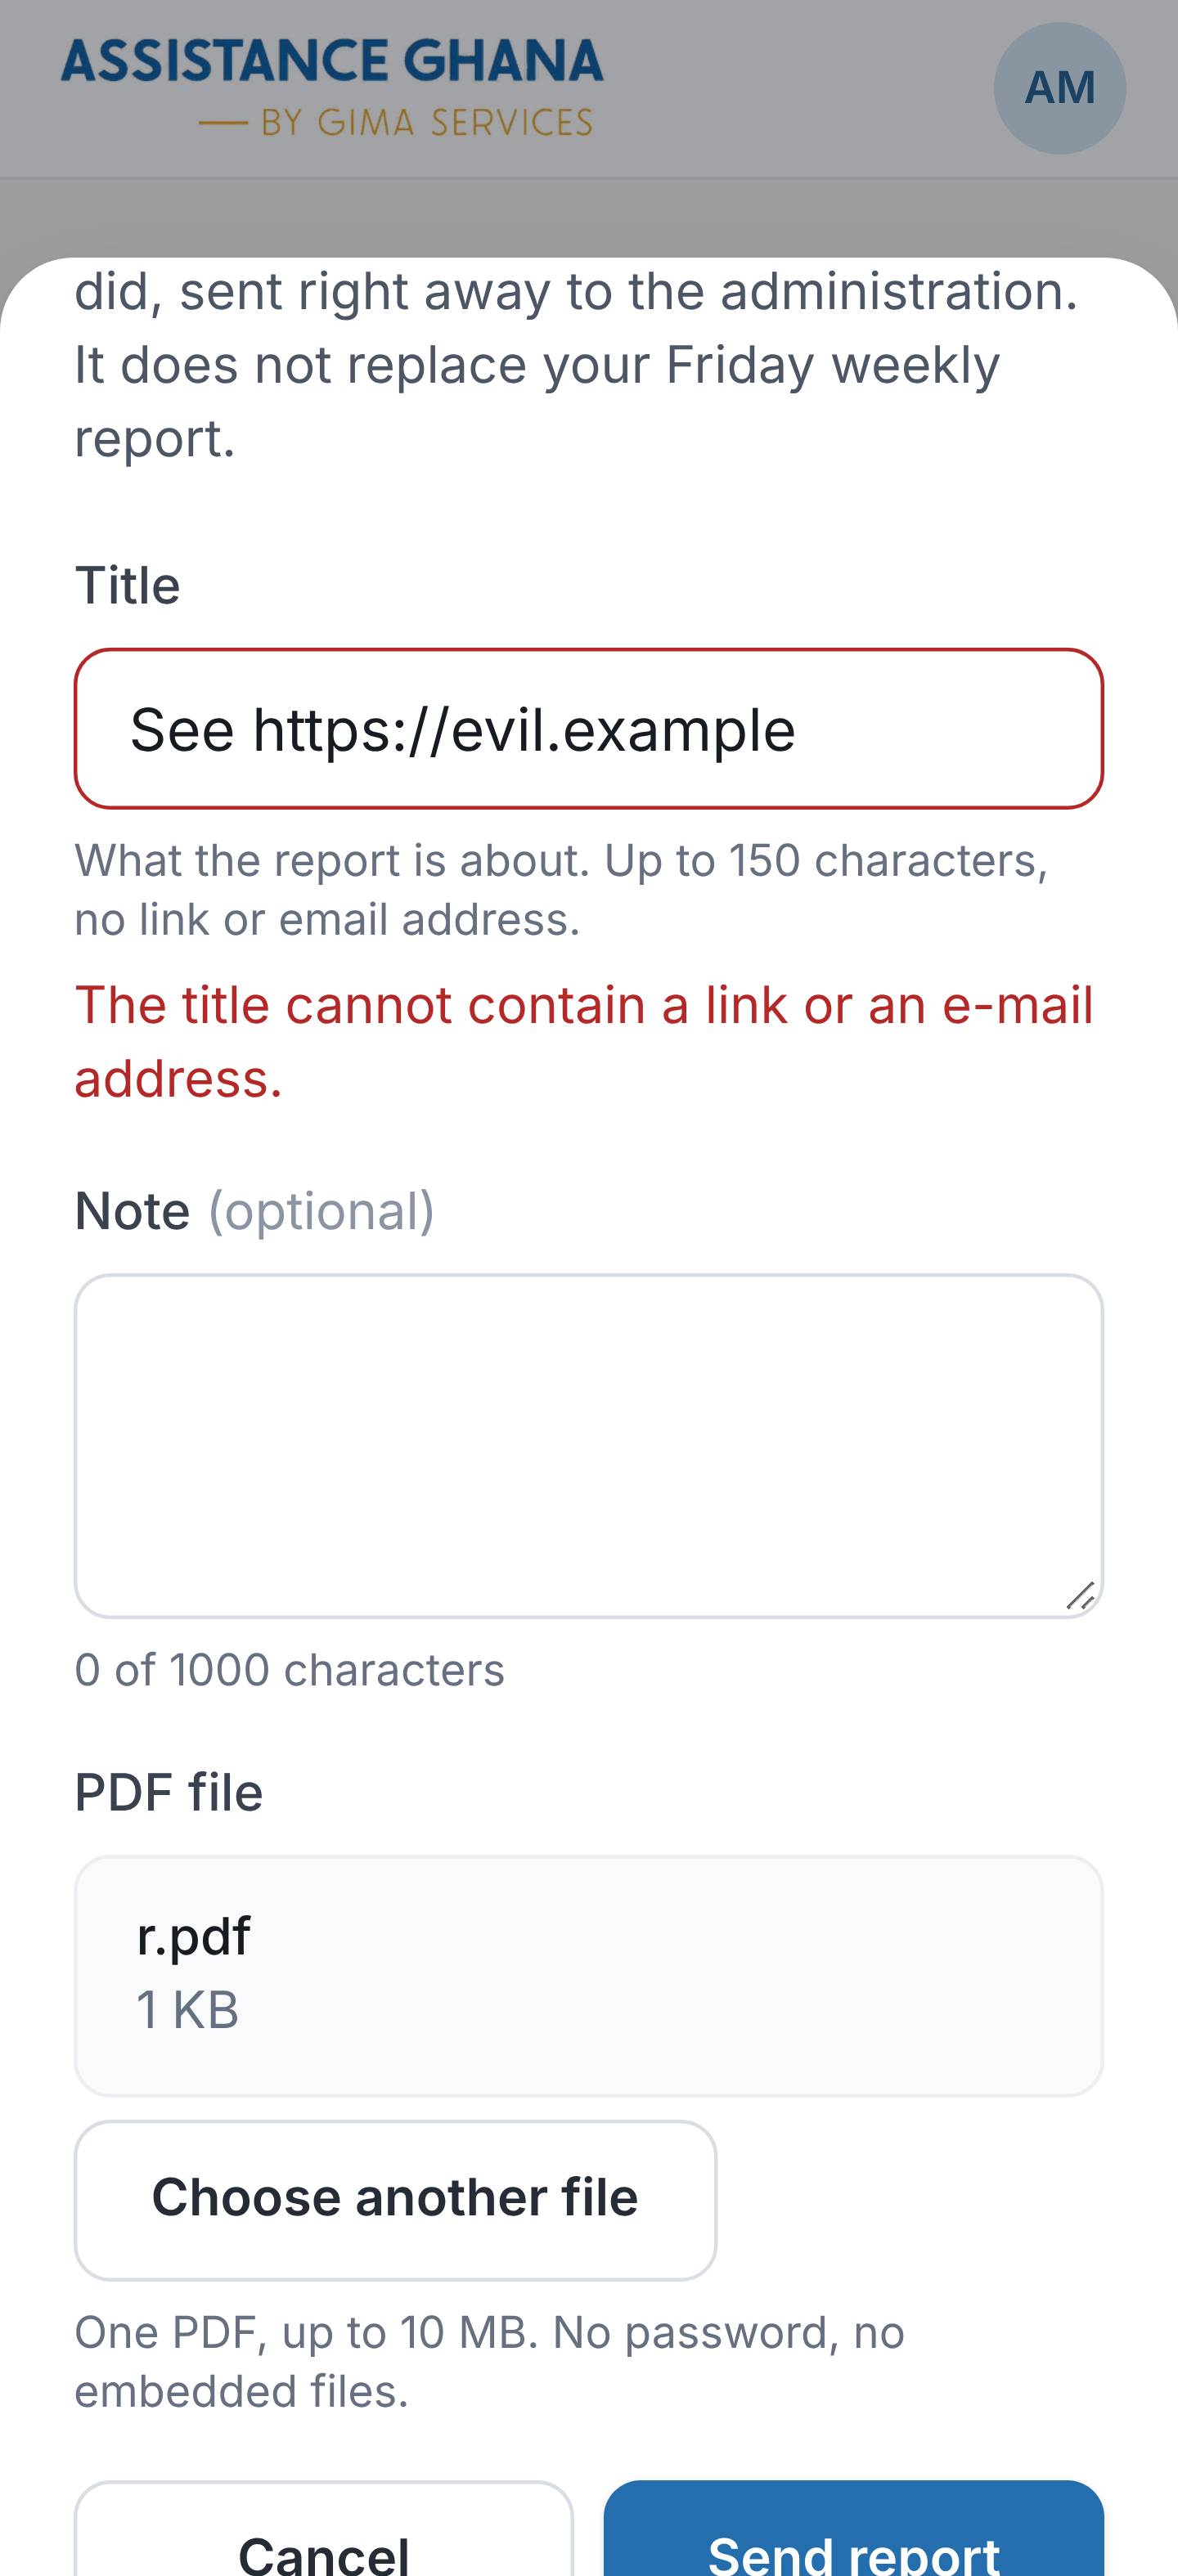 ASSISTANCE GHANA
BY GIMA SERVICES
AM
did, sent right away to the administration.
It does not replace your Friday weekly
report.
Title
See https://evil.example
What the report is about. Up to 150 characters,
no link or email address.
The title cannot contain a link or an e-mail
address.
Note (optional)
0 of 1000 characters
PDF file
r.pdf
1 KB
Choose another file
One PDF, up to 10 MB. No password, no
embedded files.
Cancel
Send report